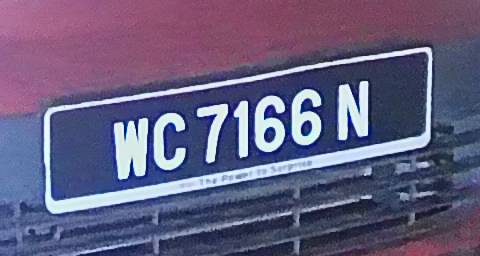 WC 7166 N
The Power to Surprise